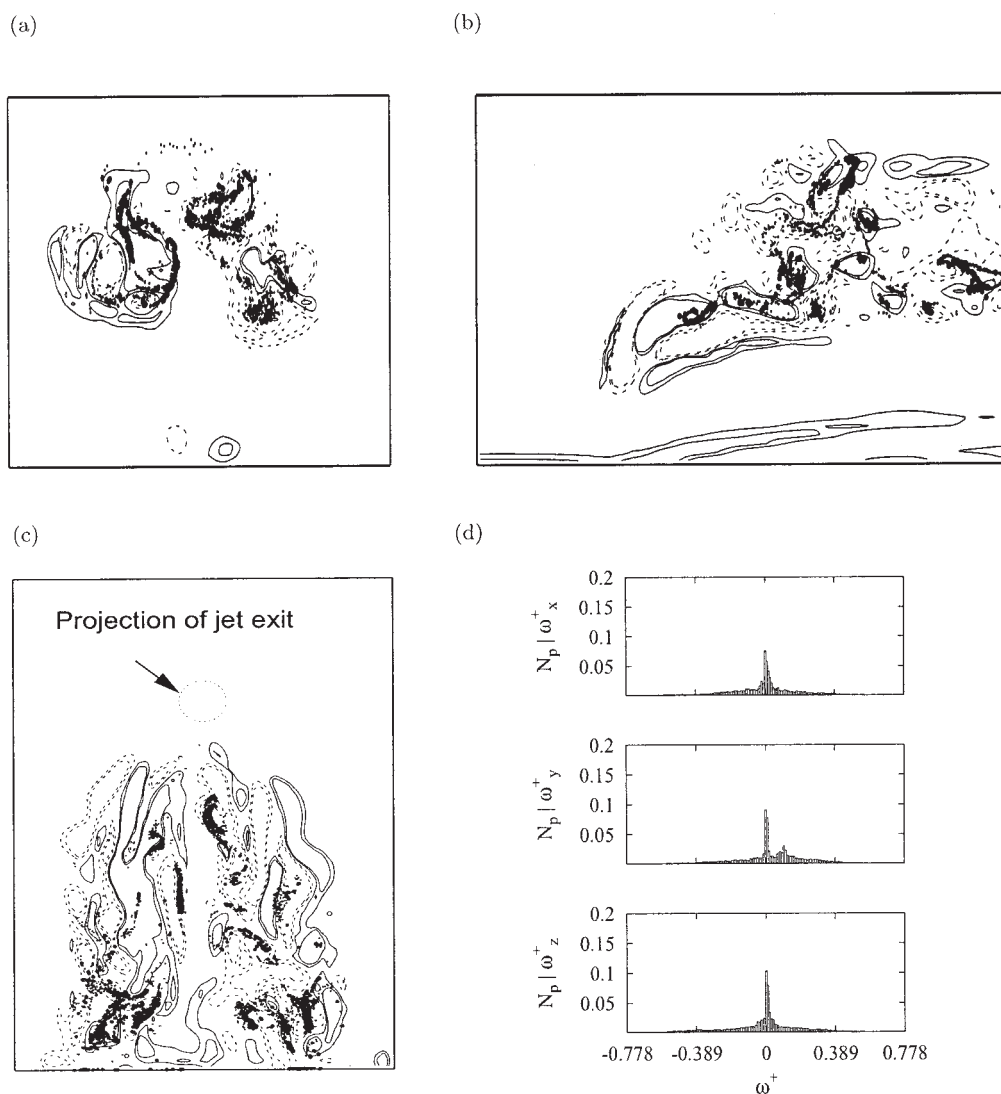 (a)
(b)
(c)
Projection of jet exit
(d)
0.2
0.15
0.1
0.05
N_p | ω^+_x
0.2
0.15
0.1
0.05
N_p | ω^+_y
0.2
0.15
0.1
0.05
N_p | ω^+_z
-0.778 -0.389 0 0.389 0.778
ω^+